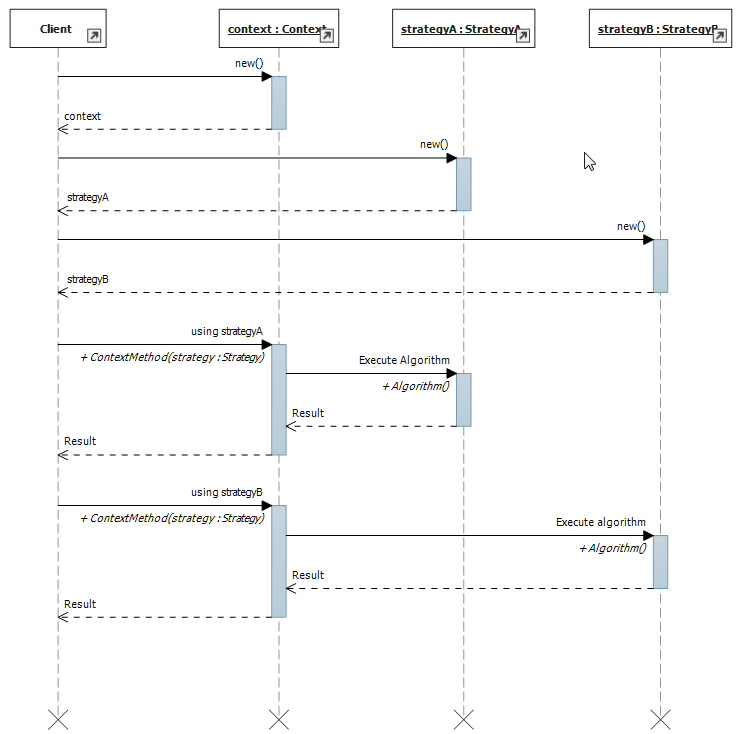 Client
context : Context
strategyA : StrategyA
strategyB : StrategyB
new()
context
new()
strategyA
new()
strategyB
using strategyA
+ ContextMethod(strategy : Strategy)
Execute Algorithm
+ Algorithm()
Result
Result
using strategyB
+ ContextMethod(strategy : Strategy)
Execute algorithm
+ Algorithm()
Result
Result